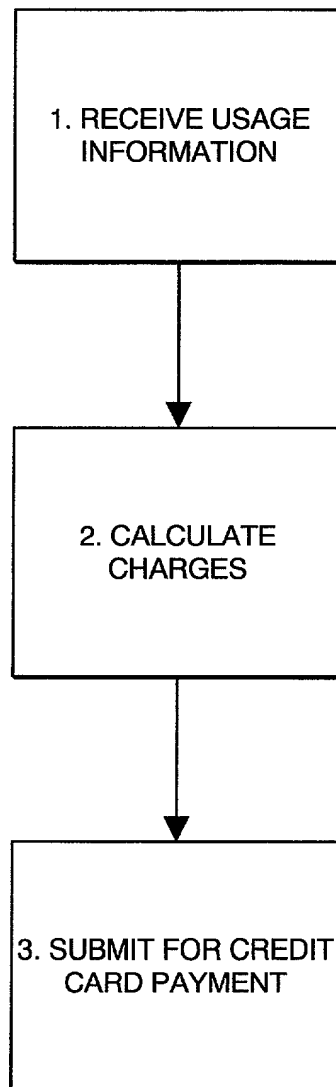 1. RECEIVE USAGE
INFORMATION
2. CALCULATE
CHARGES
3. SUBMIT FOR CREDIT
CARD PAYMENT